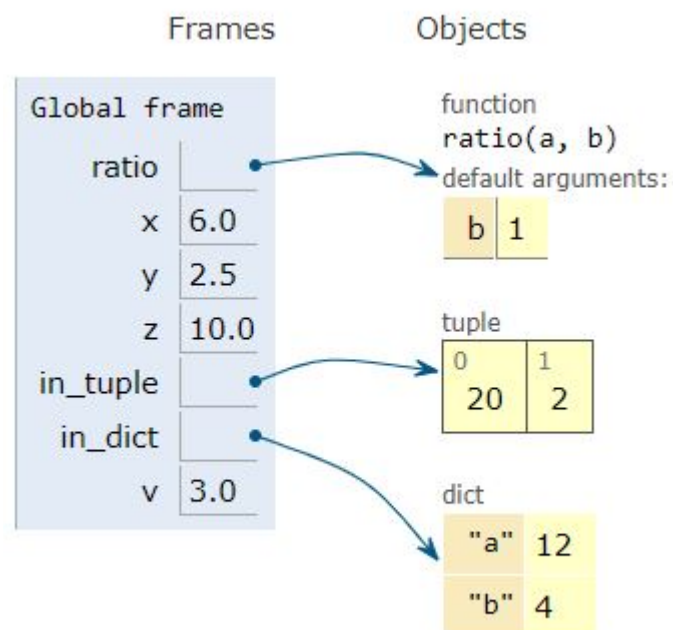 Frames
Objects
Global frame
ratio
x 6.0
y 2.5
z 10.0
in_tuple
in_dict
v 3.0
function
ratio(a, b)
default arguments:
b 1
tuple
0 1
20 2
dict
"a" 12
"b" 4